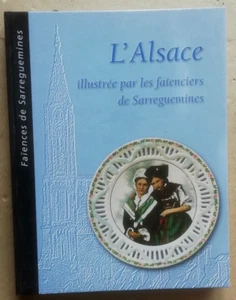 L'Alsace
illustrée par les faïenciers
de Sarreguemines
Faïences de Sarreguemines